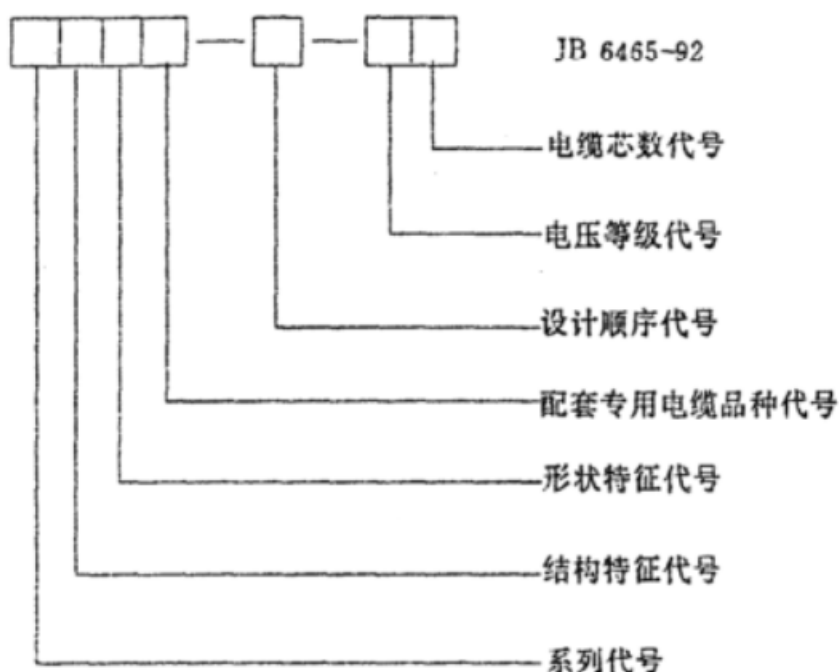 JB 6465-92
电缆芯数代号
电压等级代号
设计顺序代号
配套专用电缆品种代号
形状特征代号
结构特征代号
系列代号